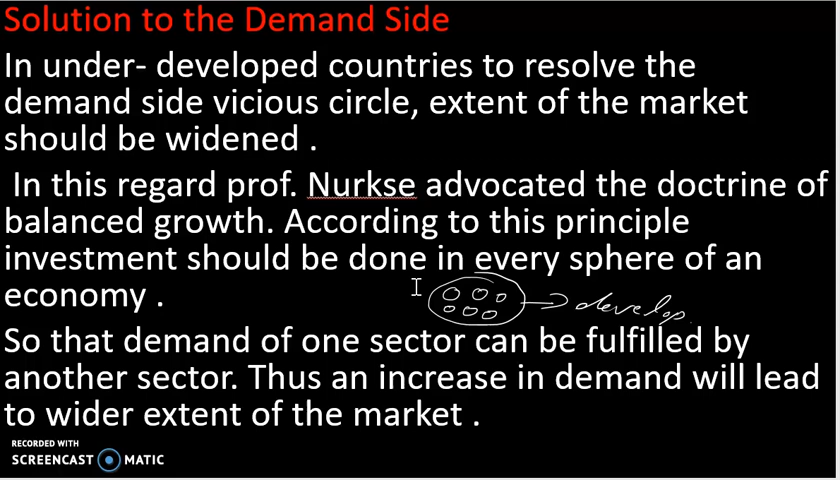 Solution to the Demand Side
In under- developed countries to resolve the
demand side vicious circle, extent of the market
should be widened .
In this regard prof. Nurkse advocated the doctrine of
balanced growth. According to this principle
investment should be done in every sphere of an
economy .
develop
So that demand of one sector can be fulfilled by
another sector. Thus an increase in demand will lead
to wider extent of the market .
RECORDED WITH
SCREENCAST MATIC